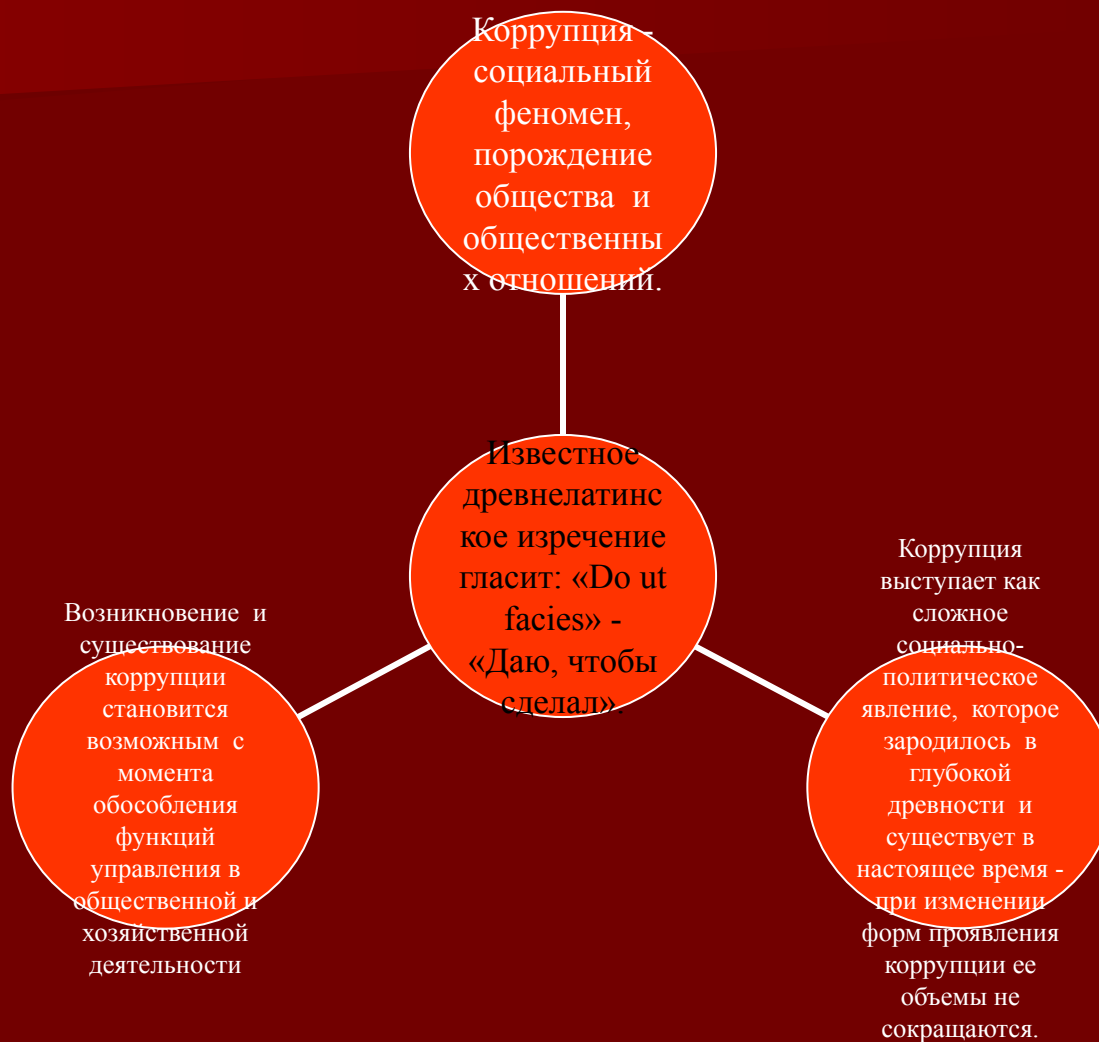 Коррупция -
социальный
феномен,
порождение
общества и
общественны
х отношений.
Известное
древнелатинс
кое изречение
гласит: «Do ut
facies» -
«Даю, чтобы
сделал».
Возникновение и
существование
коррупции
становится
возможным с
момента
обособления
функций
управления в
общественной и
хозяйственной
деятельности
Коррупция
выступает как
сложное
социально-
политическое
явление, которое
зародилось в
глубокой
древности и
существует в
настоящее время -
при изменении
форм проявления
коррупции ее
объемы не
сокращаются.